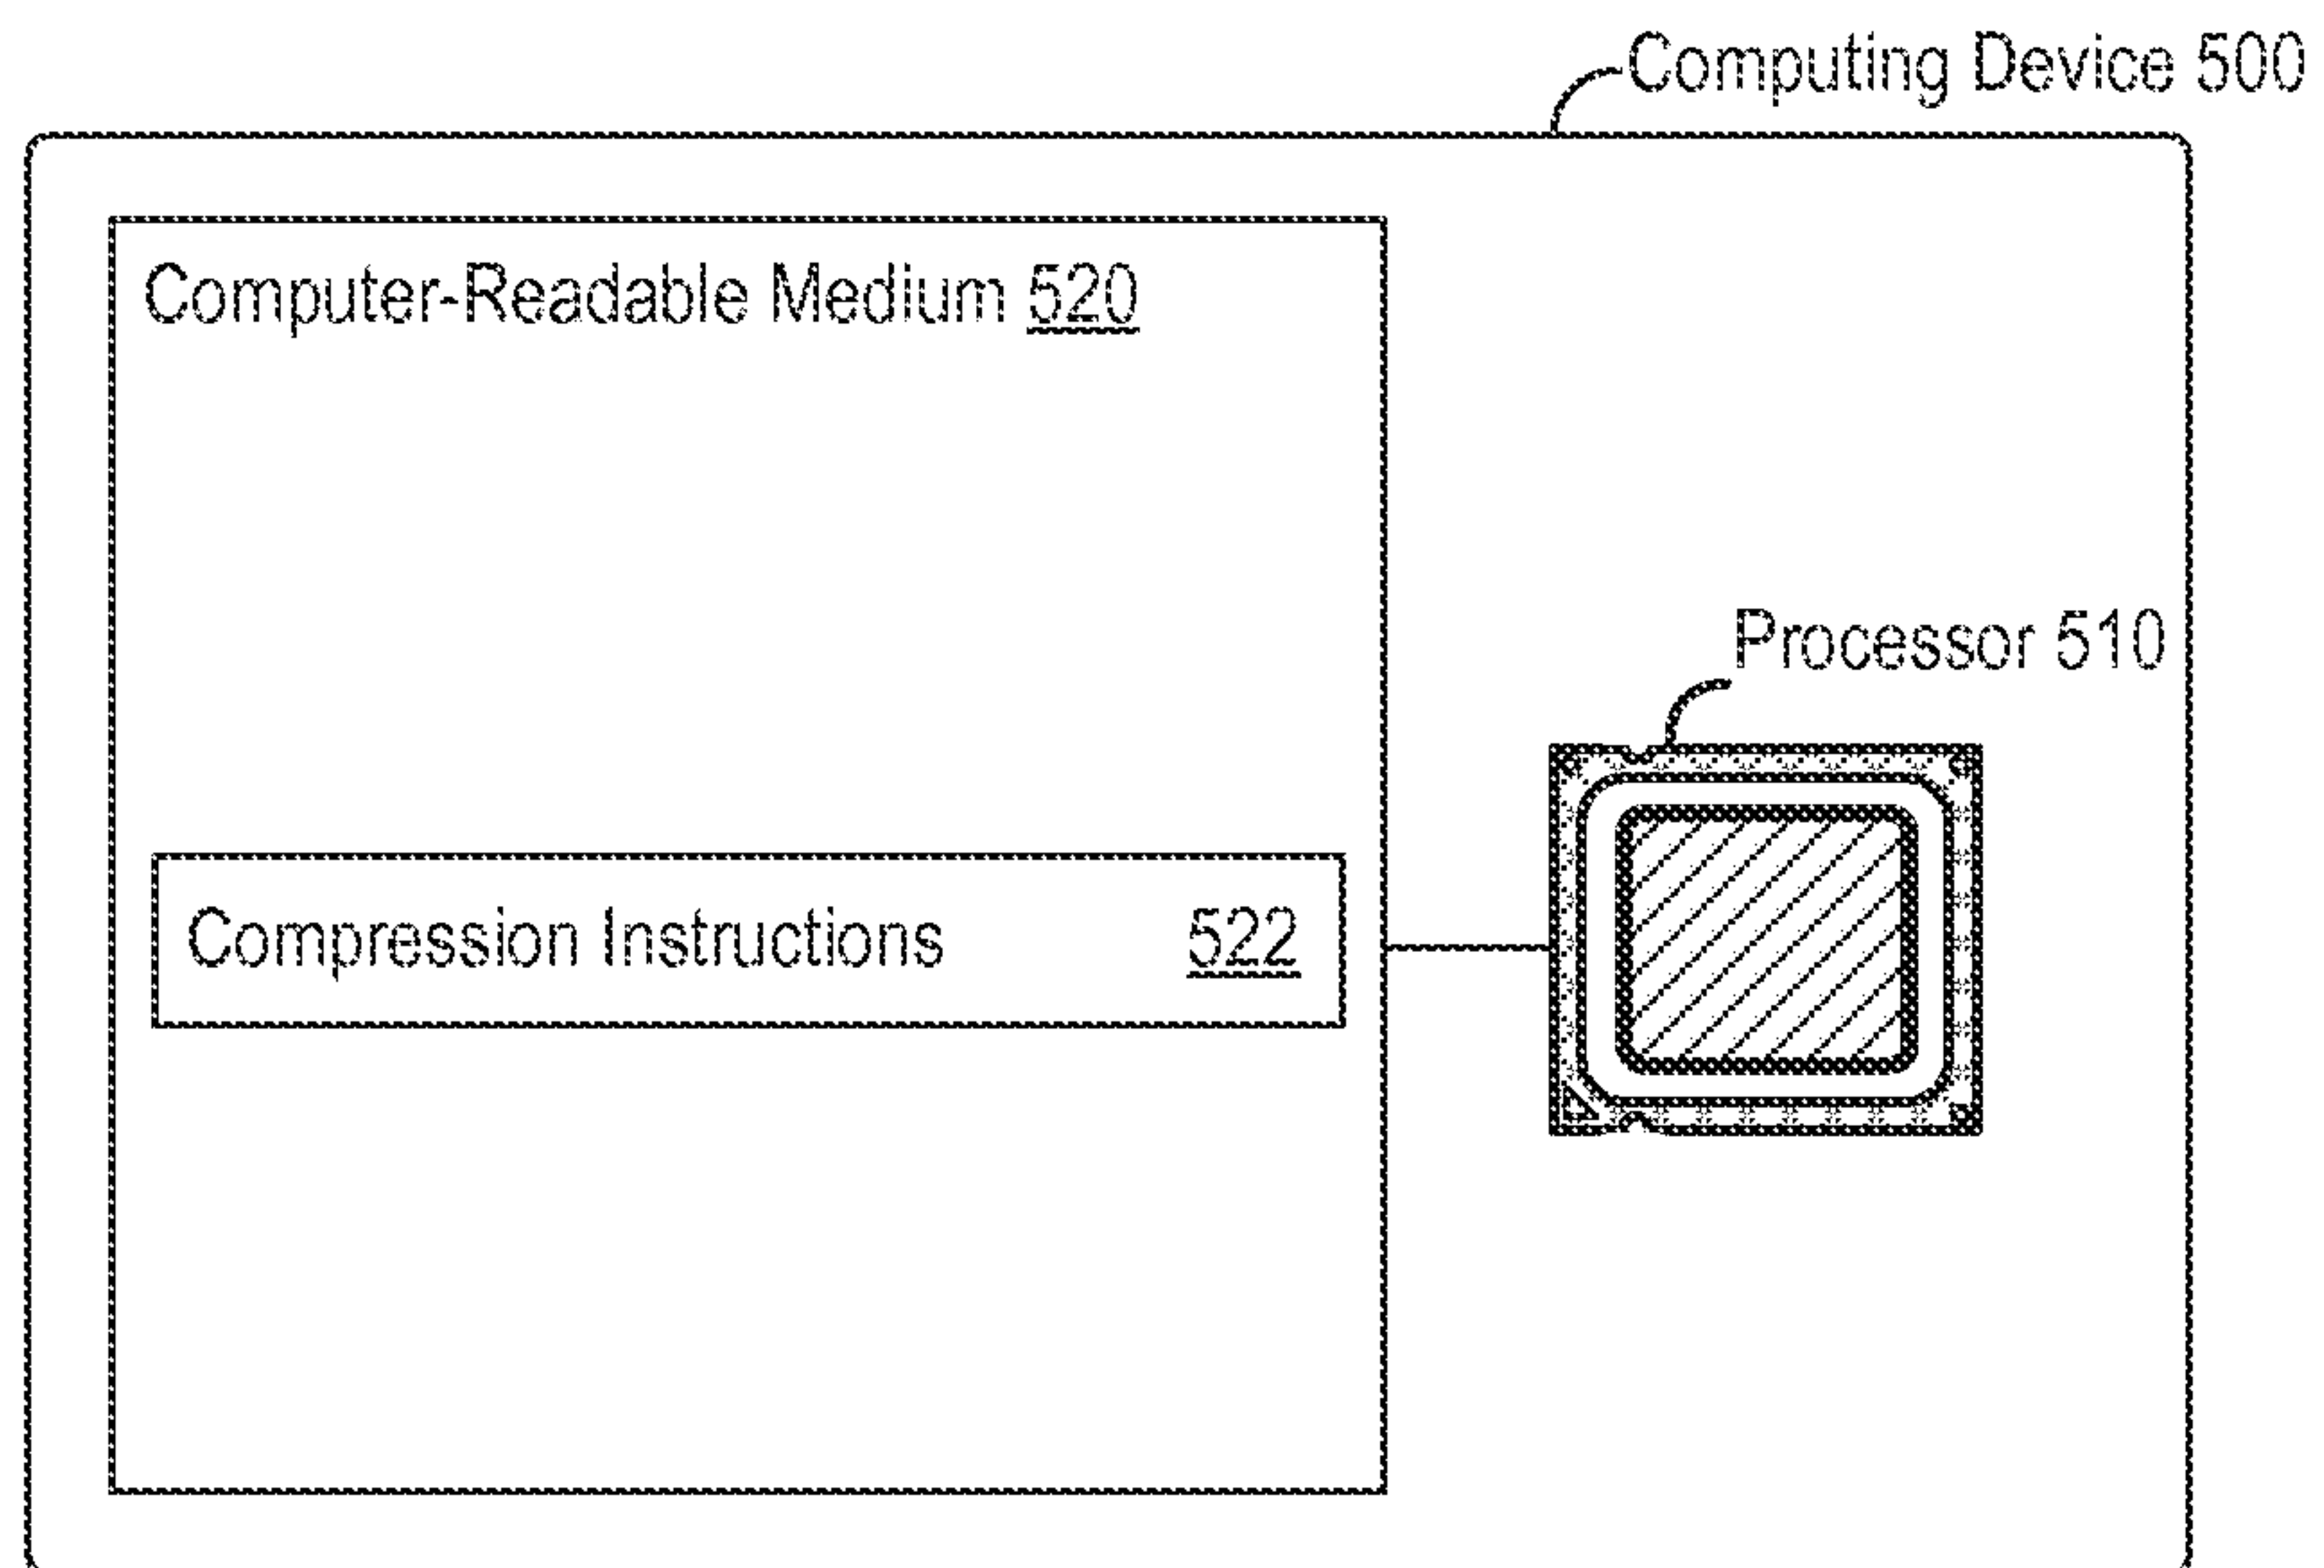 Computing Device 500
Computer-Readable Medium 520
Processor 510
Compression Instructions 522